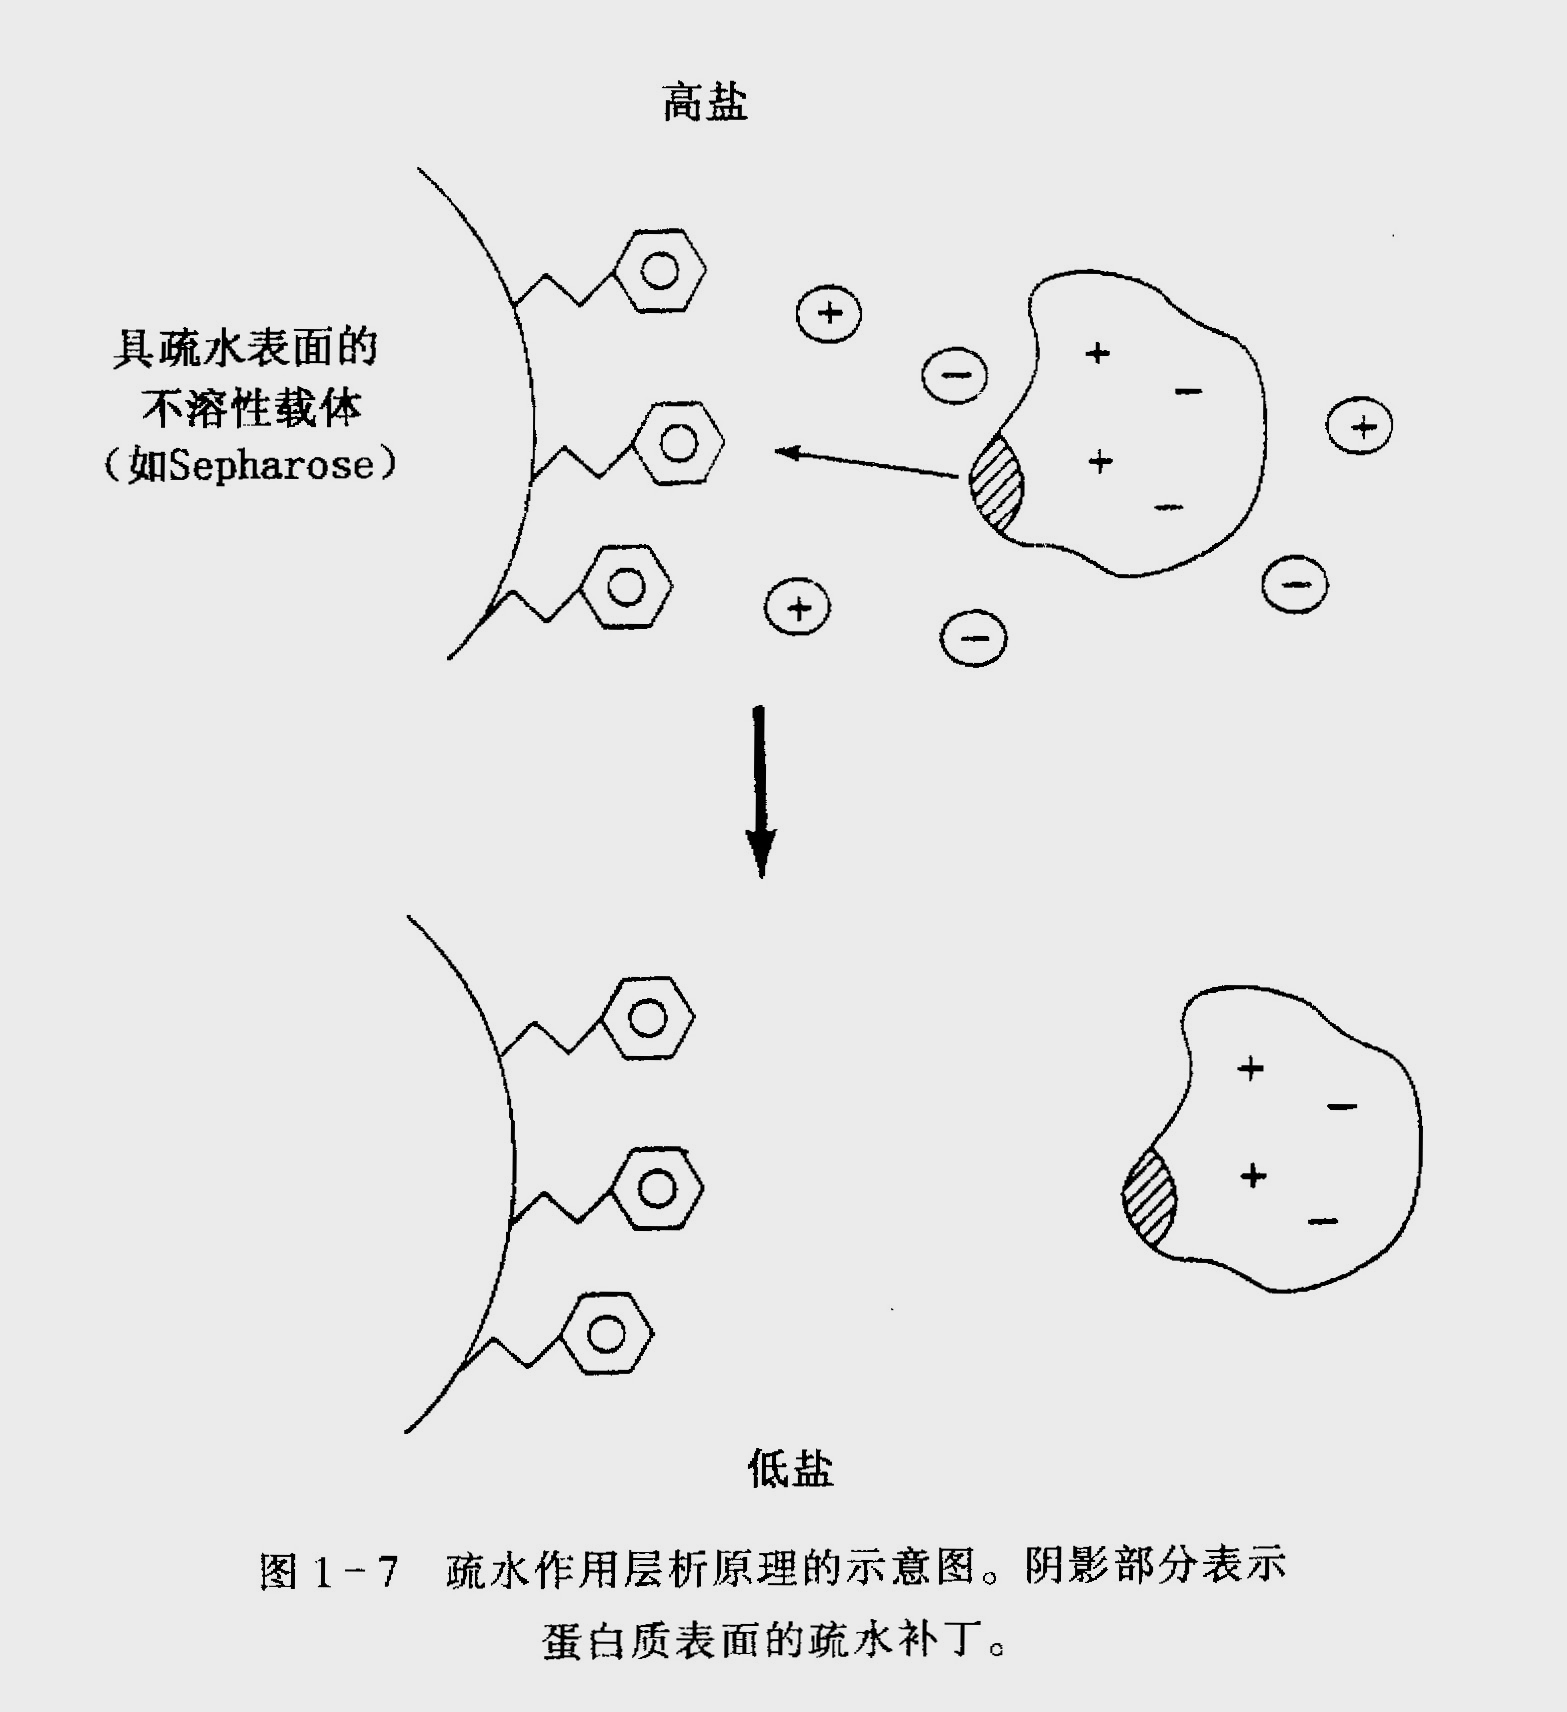 高盐
具疏水表面的
不溶性载体
（如Sepharose）
+
−
+
−
+
−
+
+
−
−
低盐
+
−
+
−
图1-7 疏水作用层析原理的示意图。阴影部分表示
蛋白质表面的疏水补丁。